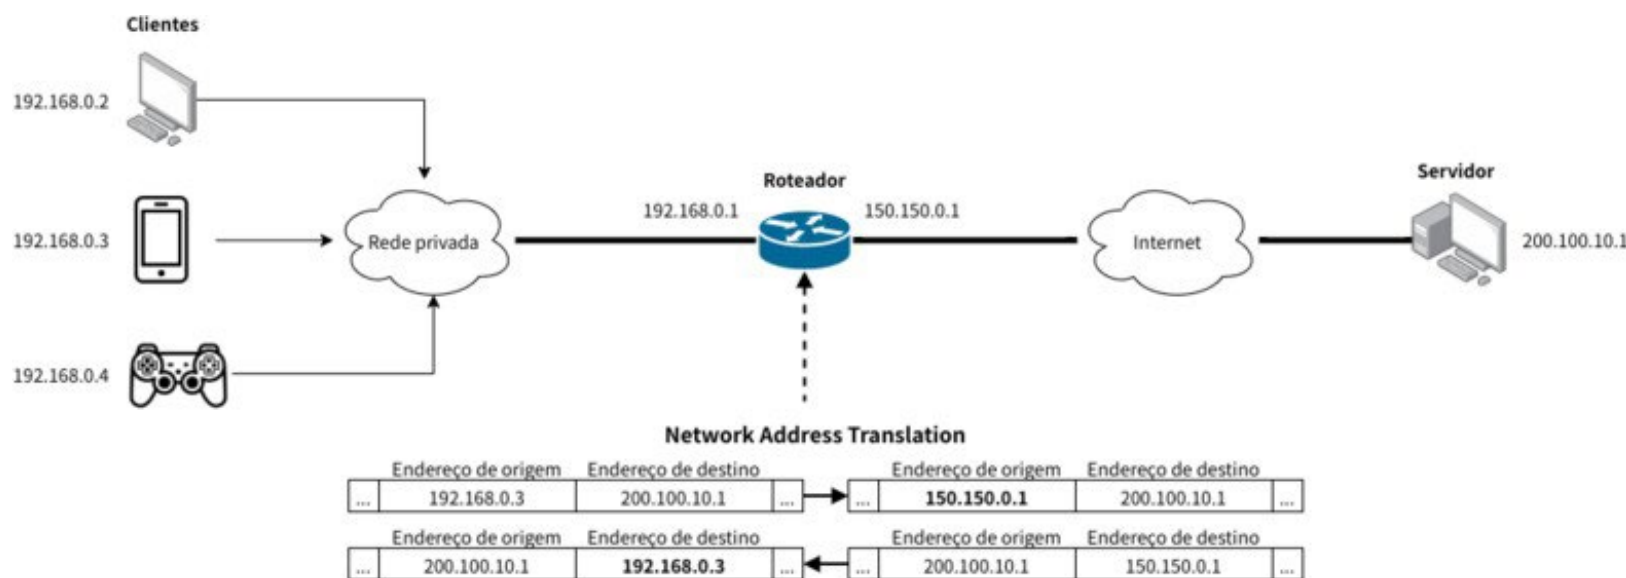 Clientes
192.168.0.2
Roteador
Servidor
192.168.0.1
150.150.0.1
192.168.0.3
Rede privada
Internet
200.100.10.1
192.168.0.4
Network Address Translation
Endereço de origem Endereço de destino Endereço de origem Endereço de destino
... 192.168.0.3 200.100.10.1 ... ... 150.150.0.1 200.100.10.1 ...
Endereço de origem Endereço de destino Endereço de origem Endereço de destino
... 200.100.10.1 192.168.0.3 ... ... 200.100.10.1 150.150.0.1 ...